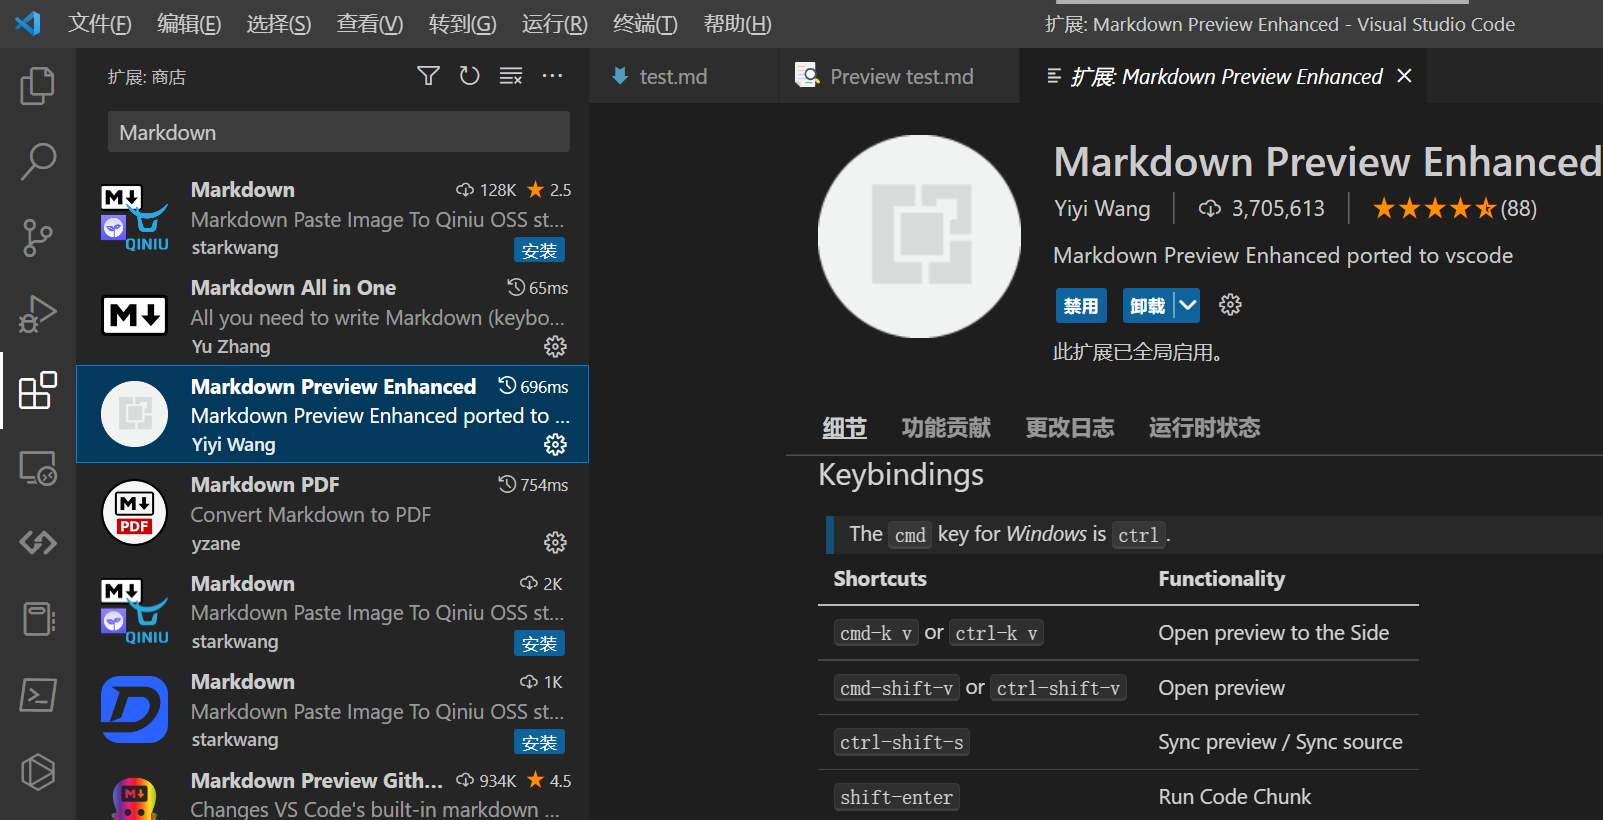 文件(F) 编辑(E) 选择(S) 查看(V) 转到(G) 运行(R) 终端(T) 帮助(H)
扩展: Markdown Preview Enhanced - Visual Studio Code
扩展: 商店
Markdown
Markdown 128K 2.5
Markdown Paste Image To Qiniu OSS st...
starkwang 安装
M QINIU
Markdown All in One 65ms
All you need to write Markdown (keybo...
Yu Zhang
M
Markdown Preview Enhanced 696ms
Markdown Preview Enhanced ported to ...
Yiyi Wang
Markdown PDF 754ms
Convert Markdown to PDF
yzane
M PDF
Markdown 2K
Markdown Paste Image To Qiniu OSS st...
starkwang 安装
M QINIU
Markdown 1K
Markdown Paste Image To Qiniu OSS st...
starkwang 安装
Markdown Preview Gith... 934K 4.5
Changes VS Code's built-in markdown ...
M
test.md
Preview test.md
扩展: Markdown Preview Enhanced
Markdown Preview Enhanced
Yiyi Wang 3,705,613 (88)
Markdown Preview Enhanced ported to vscode
禁用 卸载
此扩展已全局启用。
细节 功能贡献 更改日志 运行时状态
Keybindings
The cmd key for Windows is ctrl.
Shortcuts Functionality
cmd-k v or ctrl-k v Open preview to the Side
cmd-shift-v or ctrl-shift-v Open preview
ctrl-shift-s Sync preview / Sync source
shift-enter Run Code Chunk